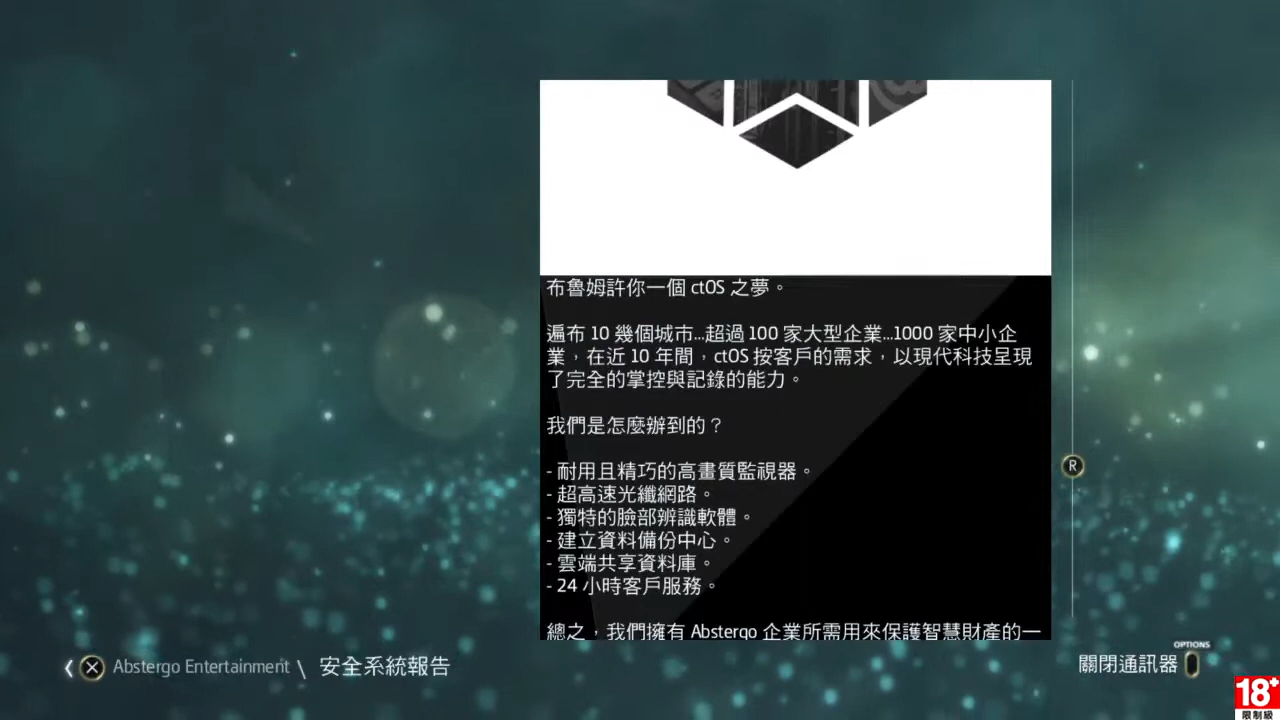 布魯姆許你一個 ctOS 之夢。
遍布 10 幾個城市...超過 100 家大型企業...1000 家中小企
業，在近 10 年間，ctOS 按客戶的需求，以現代科技呈現
了完全的掌控與記錄的能力。
我們是怎麼辦到的？
- 耐用且精巧的高畫質監視器。
- 超高速光纖網路。
- 獨特的臉部辨識軟體。
- 建立資料備份中心。
- 雲端共享資料庫。
- 24 小時客戶服務。
總之，我們擁有 Abstergo 企業所需用來保護智慧財產的一
R
Abstergo Entertainment \ 安全系統報告
OPTIONS
關閉通訊器
18+
限制級